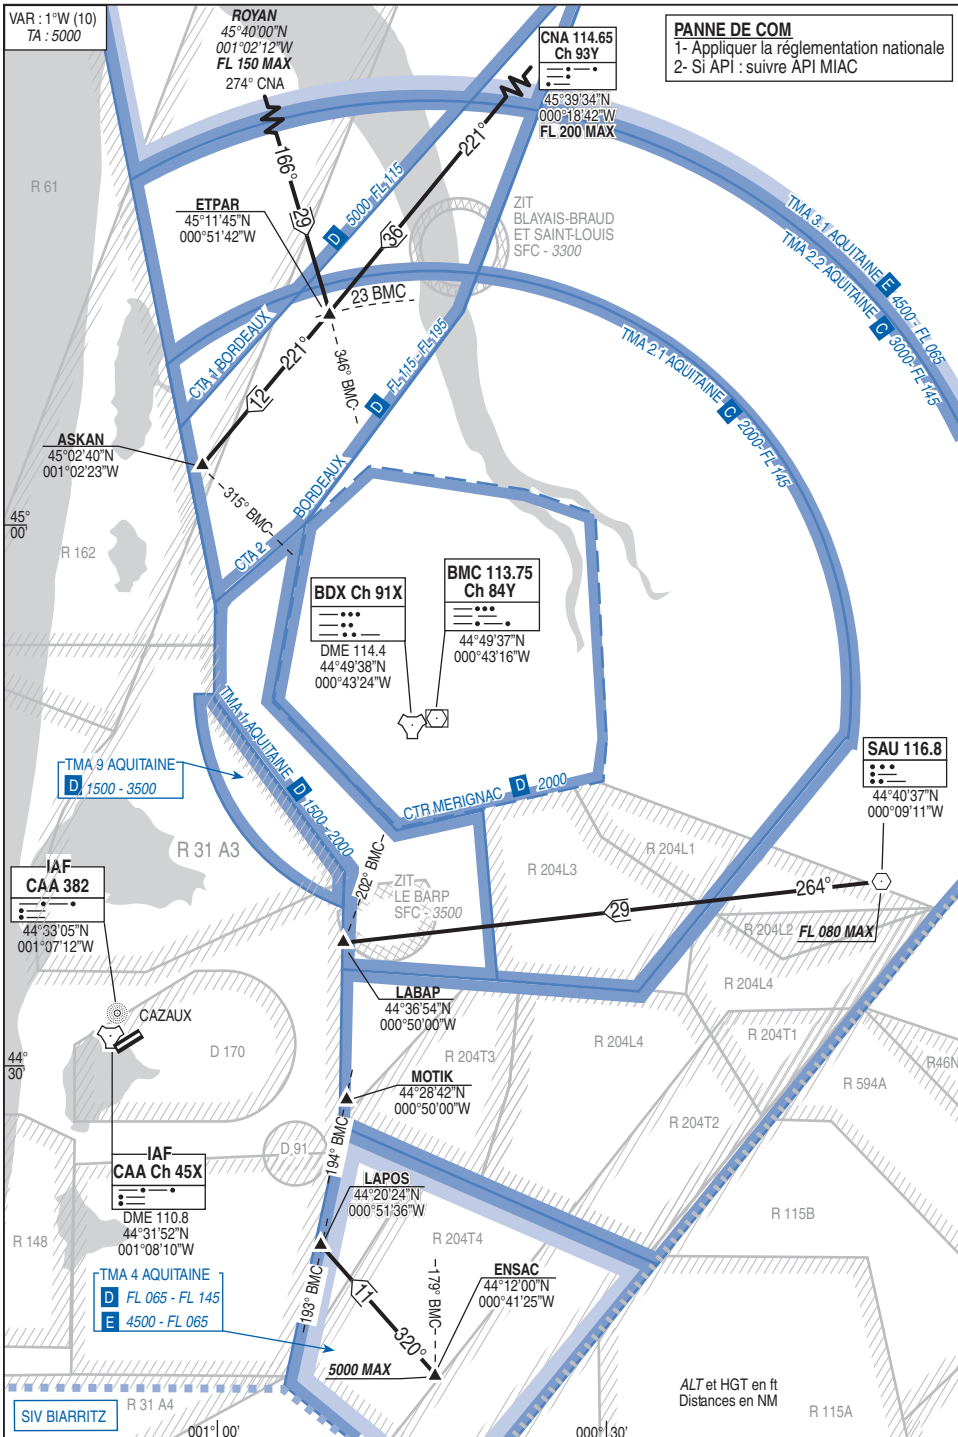 VAR : 1°W (10)
TA : 5000
ROYAN
45°40'00"N
001°02'12"W
FL 150 MAX
274° CNA
CNA 114.65
Ch 93Y
45°39'34"N
000°18'42"W
FL 200 MAX
PANNE DE COM
1- Appliquer la réglementation nationale
2- Si API : suivre API MIAC
R 61
166°
29
221°
36
D 5000 - FL 115
ETPAR
45°11'45"N
000°51'42"W
ZIT
BLAYAIS-BRAUD
ET SAINT-LOUIS
SFC - 3300
TMA 3.1 AQUITAINE E 4500 - FL 065
TMA 2.2 AQUITAINE C 3000 - FL 145
23 BMC
CTA 1 BORDEAUX
221°
12
346° BMC
D FL 115 - FL 195
TMA 2.1 AQUITAINE C 2000 - FL 145
ASKAN
45°02'40"N
001°02'23"W
315° BMC
CTA 2 BORDEAUX
45°
00'
R 162
BDX Ch 91X
DME 114.4
44°49'38"N
000°43'24"W
BMC 113.75
Ch 84Y
44°49'37"N
000°43'16"W
TMA 1 AQUITAINE D 1500 - 2000
TMA 9 AQUITAINE
D 1500 - 3500
SAU 116.8
44°40'37"N
000°09'11"W
CTR MERIGNAC D 2000
R 31 A3
202° BMC
ZIT
LE BARP
SFC - 3500
R 204L3
R 204L1
IAF
CAA 382
44°33'05"N
001°07'12"W
264°
29
R 204L2
FL 080 MAX
R 204L4
LABAP
44°36'54"N
000°50'00"W
CAZAUX
D 170
44°
30'
R 204T3
R 204L4
R 204T1
R46N
R 594A
MOTIK
44°28'42"N
000°50'00"W
R 204T2
194° BMC
D 91
IAF
CAA Ch 45X
DME 110.8
44°31'52"N
001°08'10"W
LAPOS
44°20'24"N
000°51'36"W
R 115B
R 148
R 204T4
TMA 4 AQUITAINE
D FL 065 - FL 145
E 4500 - FL 065
193° BMC
11
320°
179° BMC
ENSAC
44°12'00"N
000°41'25"W
5000 MAX
ALT et HGT en ft
Distances en NM
SIV BIARRITZ
R 31 A4
R 115A
001° 00'
000° 30'